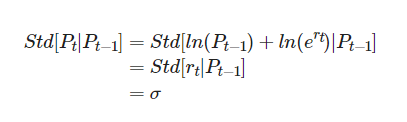 Std[P_t|P_{t−1}] = Std[ln(P_{t−1}) + ln(e^{r_t})|P_{t−1}]
= Std[r_t|P_{t−1}]
= σ